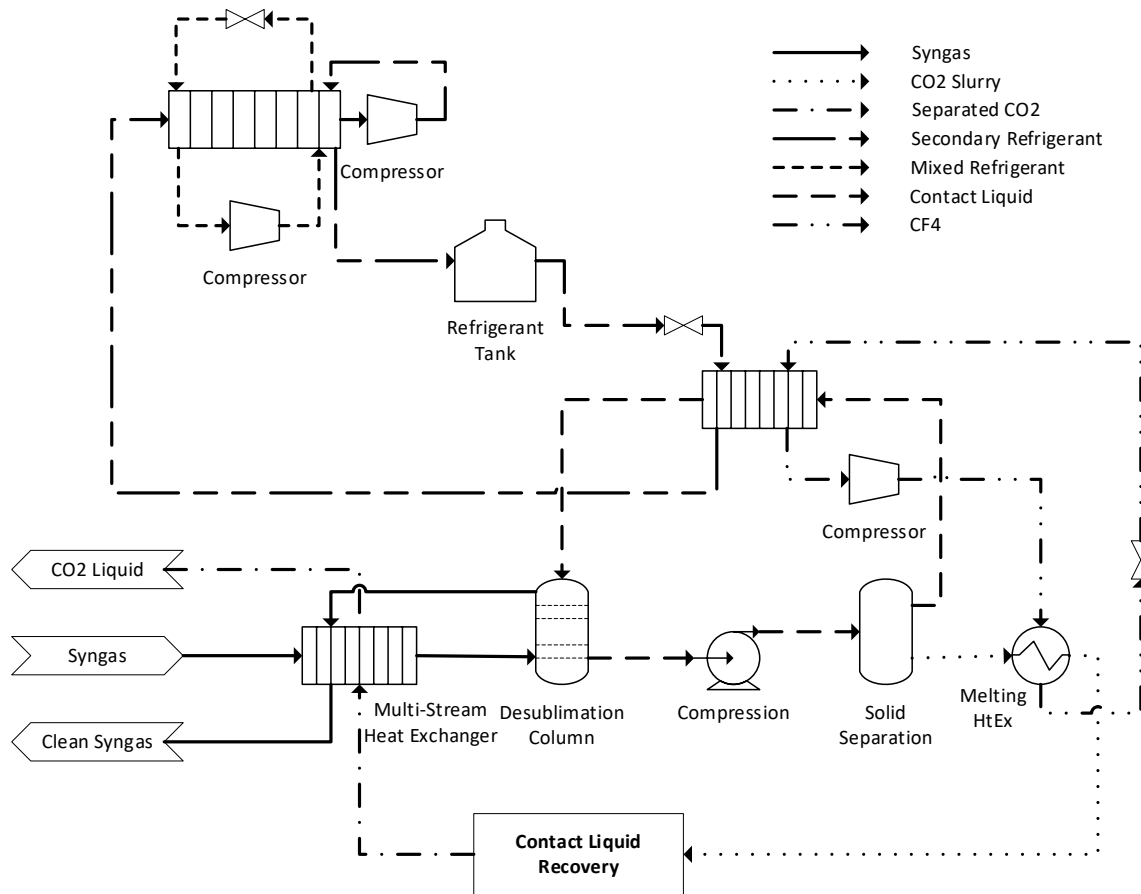 Syngas
CO2 Slurry
Separated CO2
Secondary Refrigerant
Mixed Refrigerant
Contact Liquid
CF4
Compressor
Compressor
Refrigerant
Tank
Compressor
CO2 Liquid
Syngas
Clean Syngas
Multi-Stream
Heat Exchanger
Desublimation
Column
Compression
Solid
Separation
Melting
HtEx
Contact Liquid
Recovery